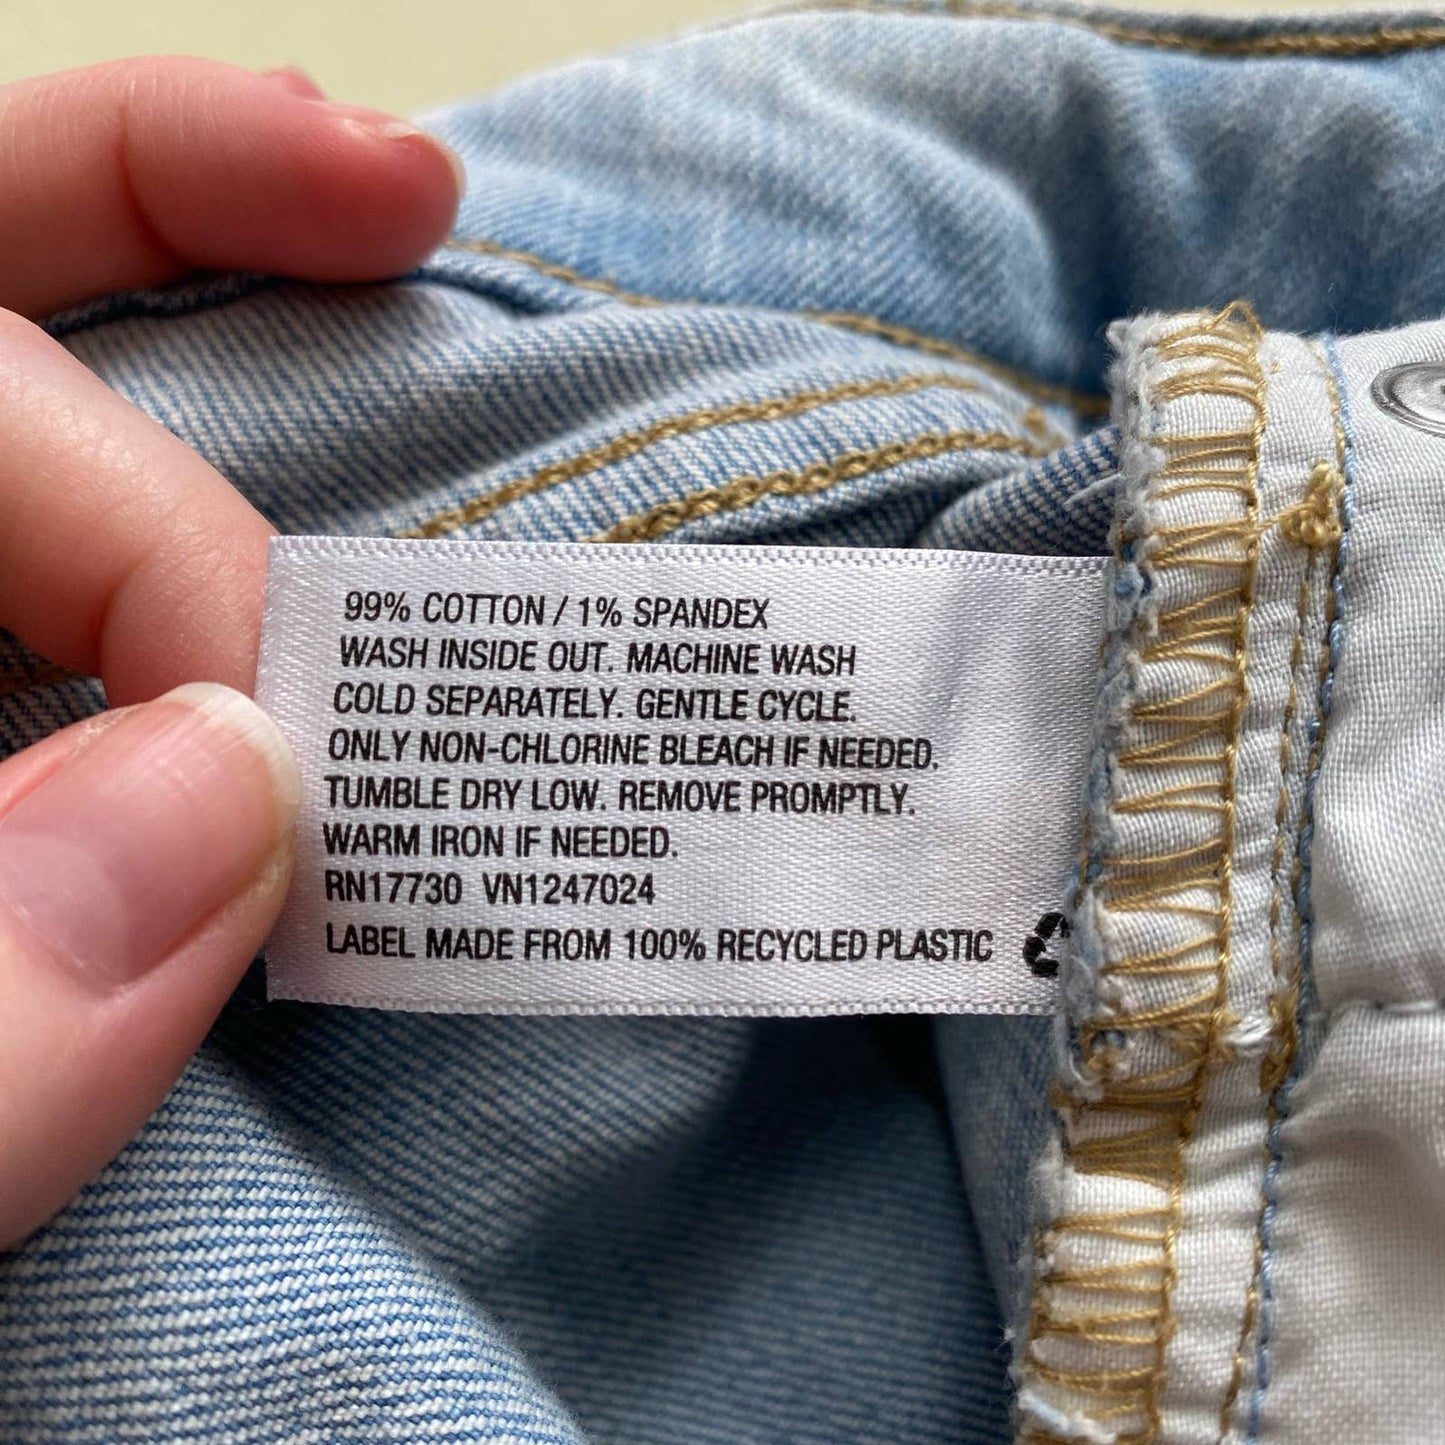 99% COTTON / 1% SPANDEX
WASH INSIDE OUT. MACHINE WASH
COLD SEPARATELY. GENTLE CYCLE.
ONLY NON-CHLORINE BLEACH IF NEEDED.
TUMBLE DRY LOW. REMOVE PROMPTLY.
WARM IRON IF NEEDED.
RN17730 VN1247024
LABEL MADE FROM 100% RECYCLED PLASTIC